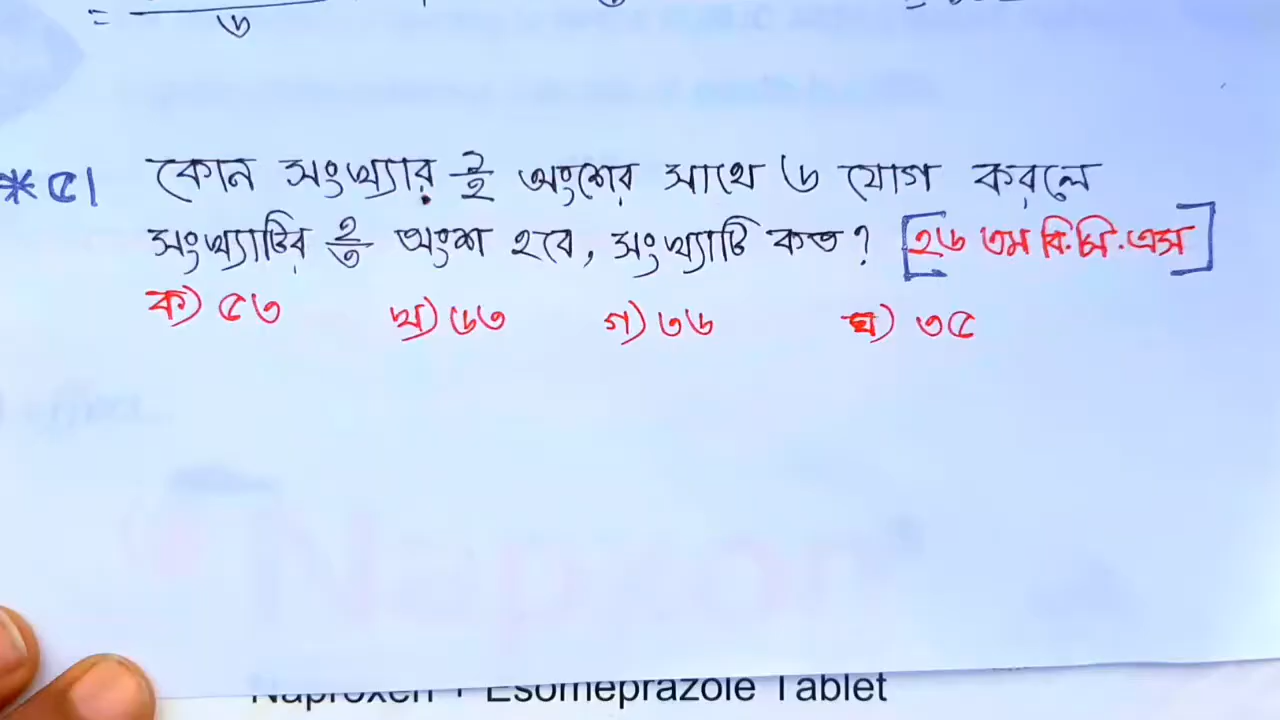 = ৬
*৫। কোন সংখ্যার ১/২ অংশের সাথে ৬ যোগ করলে
সংখ্যাটির ২/৩ অংশ হবে, সংখ্যাটি কত? [২৬ তম বি.সি.এস]
ক) ৫৩ খ) ৬৩ গ) ৩৬ ঘ) ৩৫
Naproxen + Esomeprazole Tablet